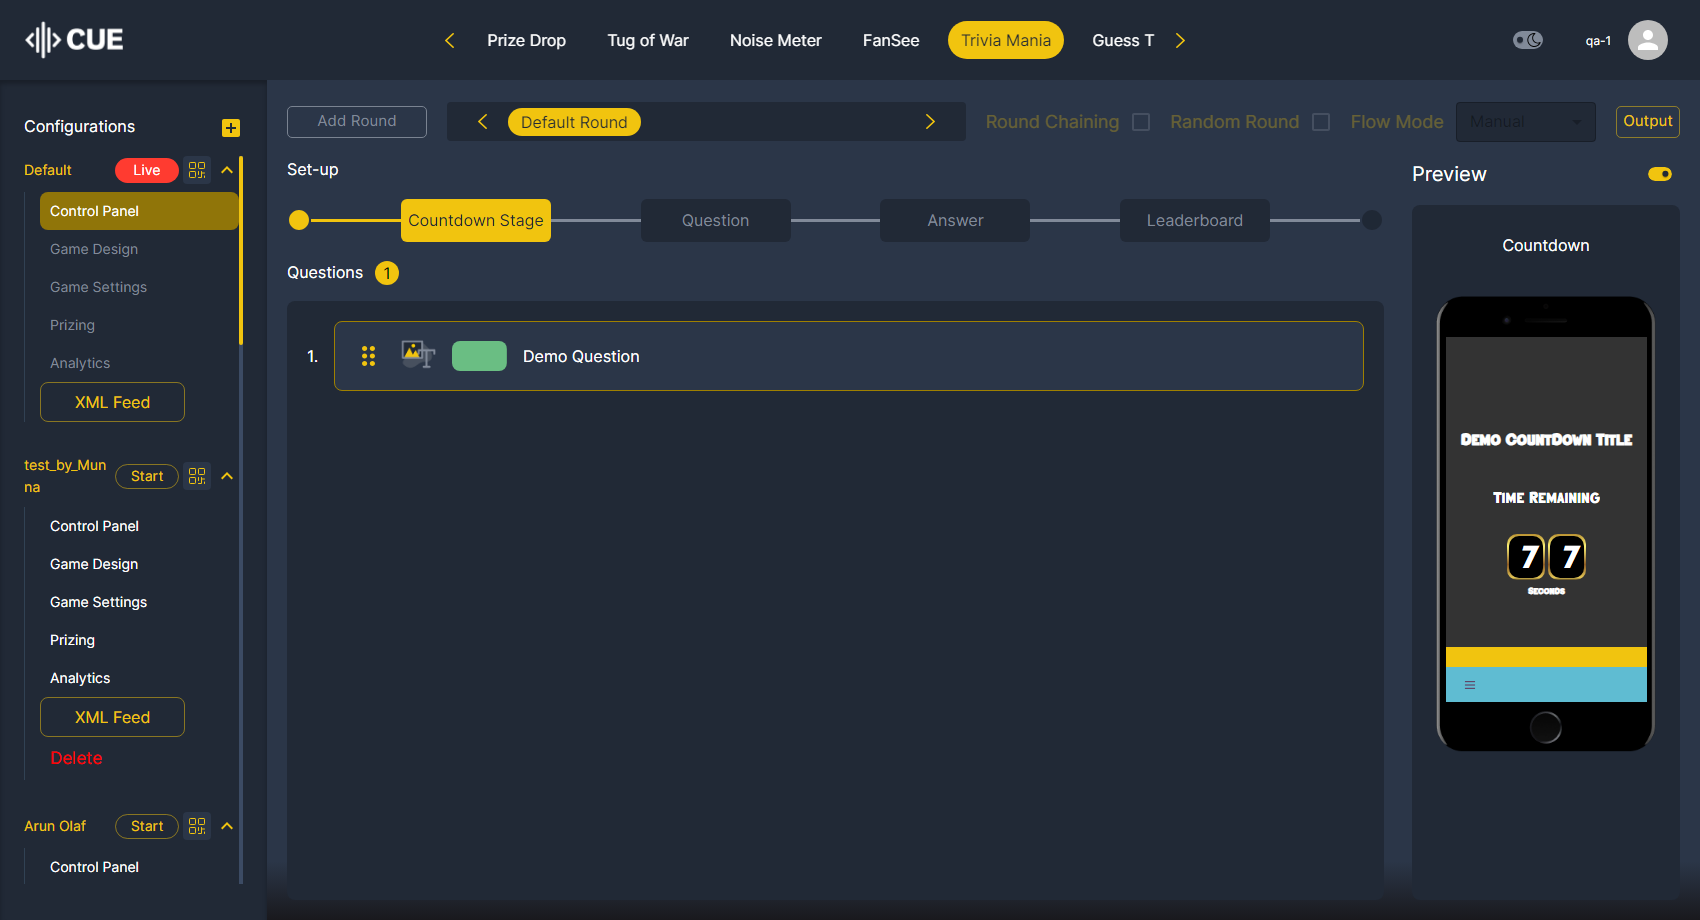 CUE
Prize Drop
Tug of War
Noise Meter
FanSee
Trivia Mania
Guess T
qa-1
Configurations
Default
Live
Control Panel
Game Design
Game Settings
Prizing
Analytics
XML Feed
test_by_Mun
na
Start
Control Panel
Game Design
Game Settings
Prizing
Analytics
XML Feed
Delete
Arun Olaf
Start
Control Panel
Add Round
Default Round
Round Chaining
Random Round
Flow Mode
Manual
Output
Set-up
Countdown Stage
Question
Answer
Leaderboard
Questions 1
1.
Demo Question
Preview
Countdown
Demo CountDown Title
Time Remaining
7 7
Seconds